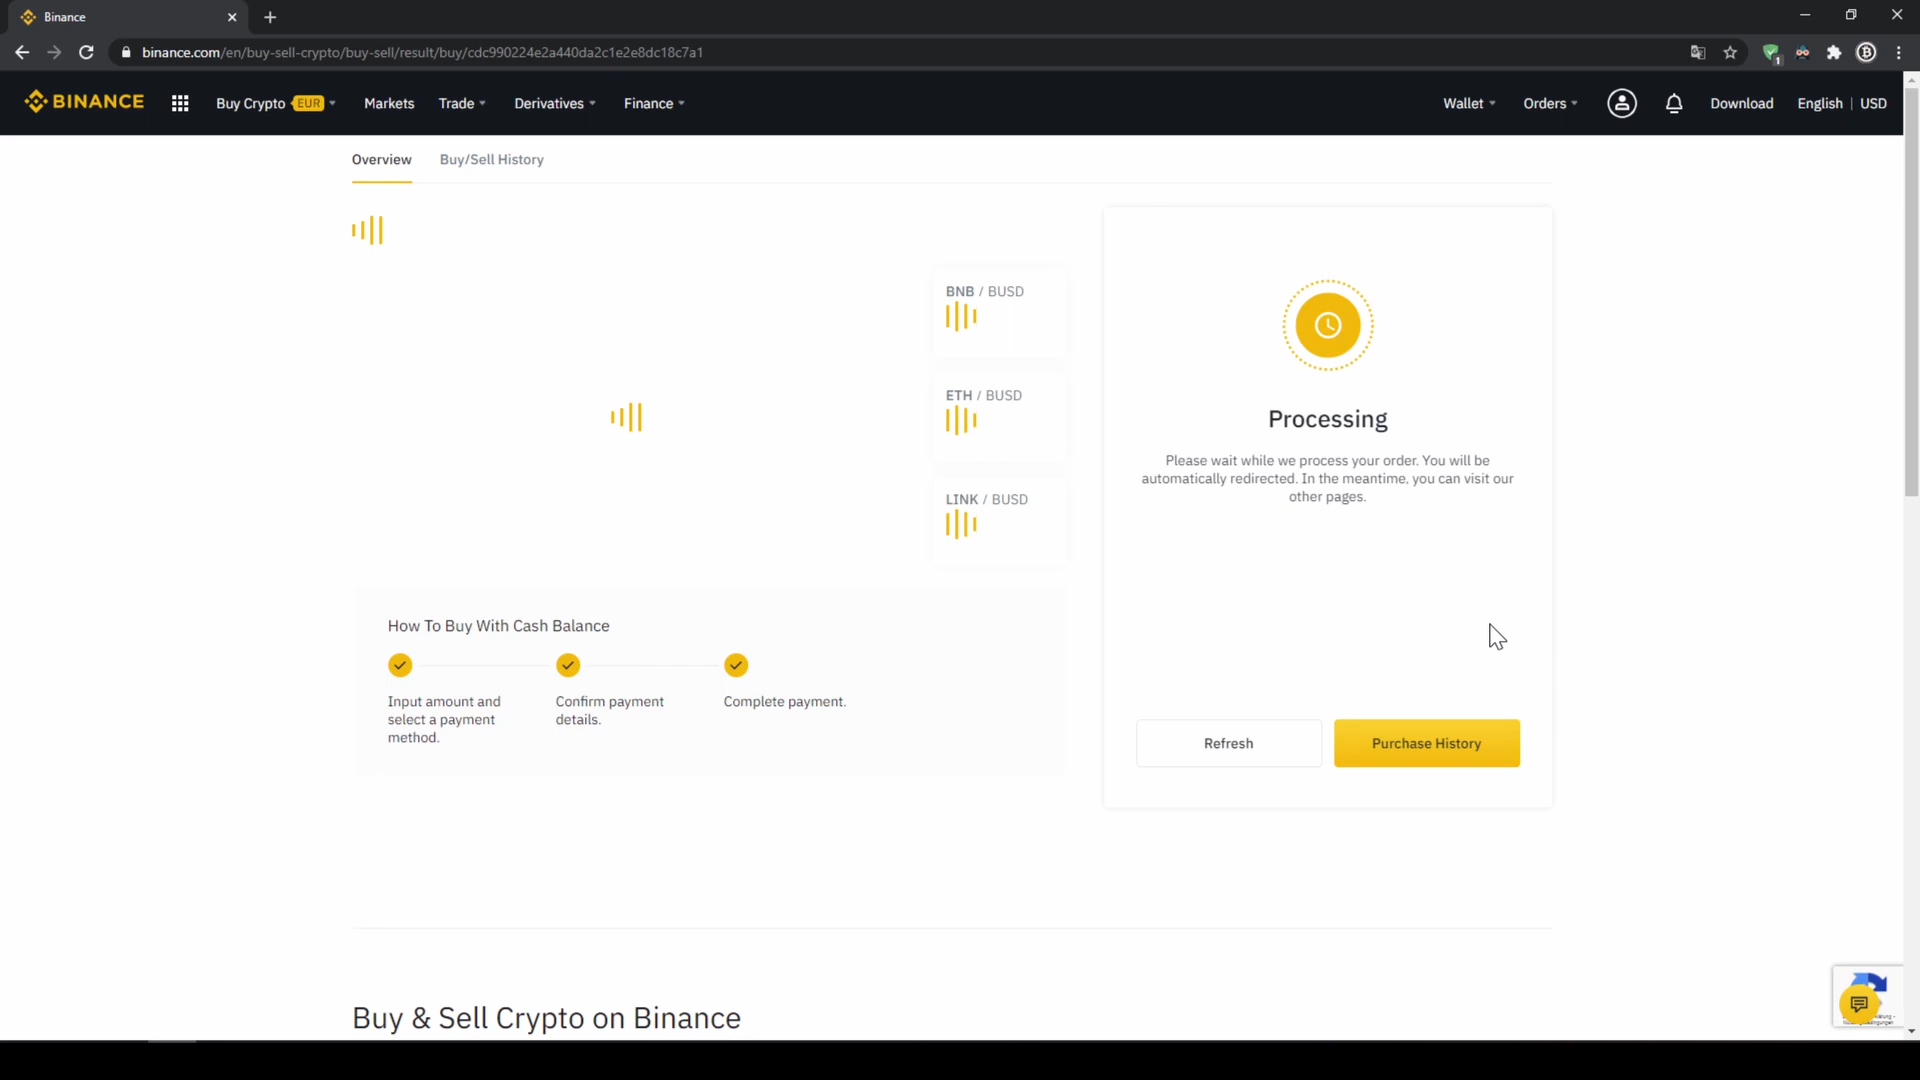 Binance
binance.com/en/buy-sell-crypto/buy-sell/result/buy/cdc990224e2a440da2c1e2e8dc18c7a1
1
BINANCE
Buy Crypto EUR
Markets
Trade
Derivatives
Finance
Wallet
Orders
Download
English | USD
Overview
Buy/Sell History
BNB / BUSD
ETH / BUSD
LINK / BUSD
Processing
Please wait while we process your order. You will be
automatically redirected. In the meantime, you can visit our
other pages.
Refresh
Purchase History
How To Buy With Cash Balance
Input amount and
select a payment
method.
Confirm payment
details.
Complete payment.
Buy & Sell Crypto on Binance